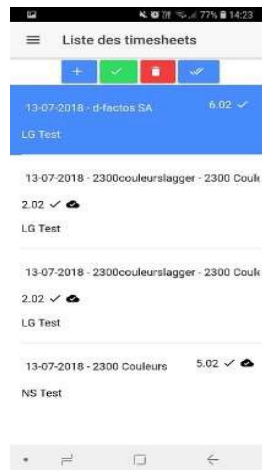 77% 14:23
Liste des timesheets
13-07-2018 - d-factos SA 6.02
LG Test
13-07-2018 - 2300couleurslagger - 2300 Coule
2.02
LG Test
13-07-2018 - 2300couleurslagger - 2300 Coule
2.02
LG Test
13-07-2018 - 2300 Couleurs 5.02
NS Test